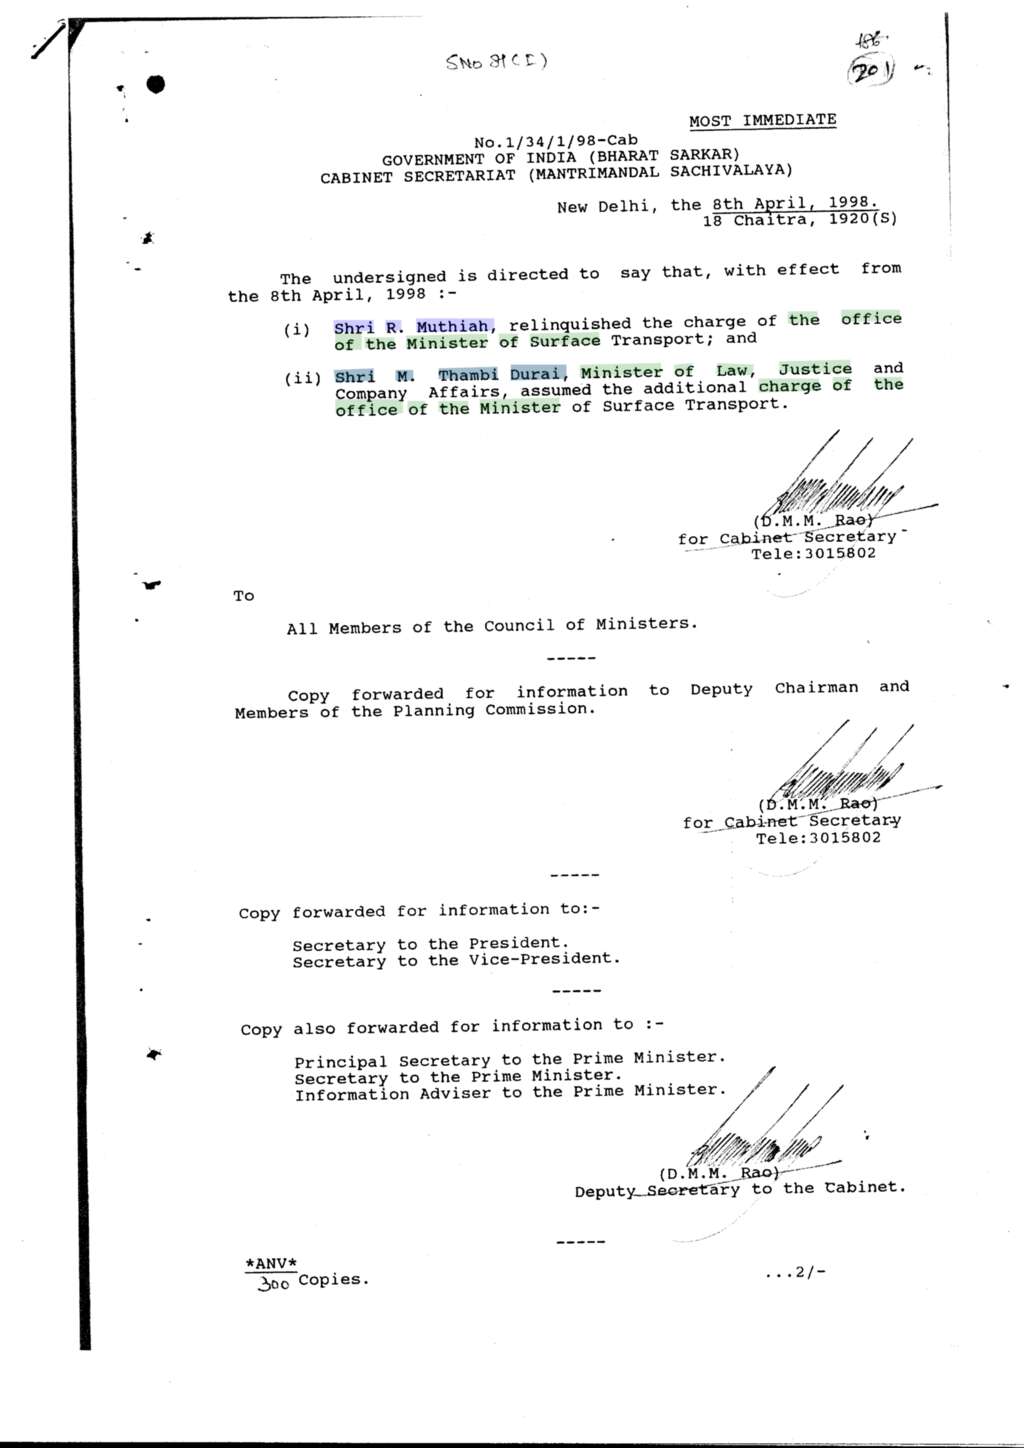 SNo 81(I)
186.
201
MOST IMMEDIATE
No.1/34/1/98-Cab
GOVERNMENT OF INDIA (BHARAT SARKAR)
CABINET SECRETARIAT (MANTRIMANDAL SACHIVALAYA)
New Delhi, the 8th April, 1998.
18 Chaitra, 1920(S)
The undersigned is directed to say that, with effect from
the 8th April, 1998 :-
(i) Shri R. Muthiah, relinquished the charge of the office
of the Minister of Surface Transport; and
(ii) Shri M. Thambi Durai, Minister of Law, Justice and
Company Affairs, assumed the additional charge of the
office of the Minister of Surface Transport.
(D.M.M. Rao)
for Cabinet Secretary
Tele:3015802
To
All Members of the Council of Ministers.
-----
Copy forwarded for information to Deputy Chairman and
Members of the Planning Commission.
(D.M.M. Rao)
for Cabinet Secretary
Tele:3015802
-----
Copy forwarded for information to:-
Secretary to the President.
Secretary to the Vice-President.
-----
Copy also forwarded for information to :-
Principal Secretary to the Prime Minister.
Secretary to the Prime Minister.
Information Adviser to the Prime Minister.
(D.M.M. Rao)
Deputy Secretary to the Cabinet.
-----
*ANV*
300 Copies.
...2/-